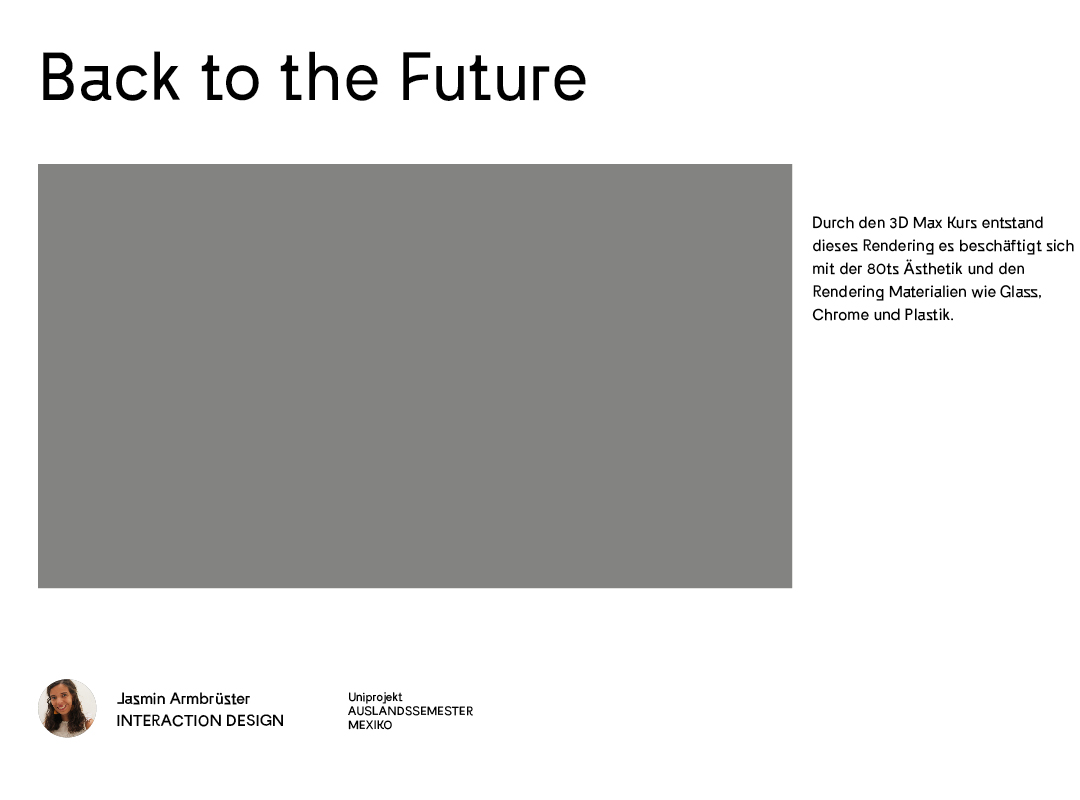 Back to the Future
Durch den 3D Max Kurs entstand
dieses Rendering es beschäftigt sich
mit der 80ts Ästhetik und den
Rendering Materialien wie Glass,
Chrome und Plastik.
Jasmin Armbrüster
INTERACTION DESIGN
Uniprojekt
AUSLANDSSEMESTER
MEXIKO